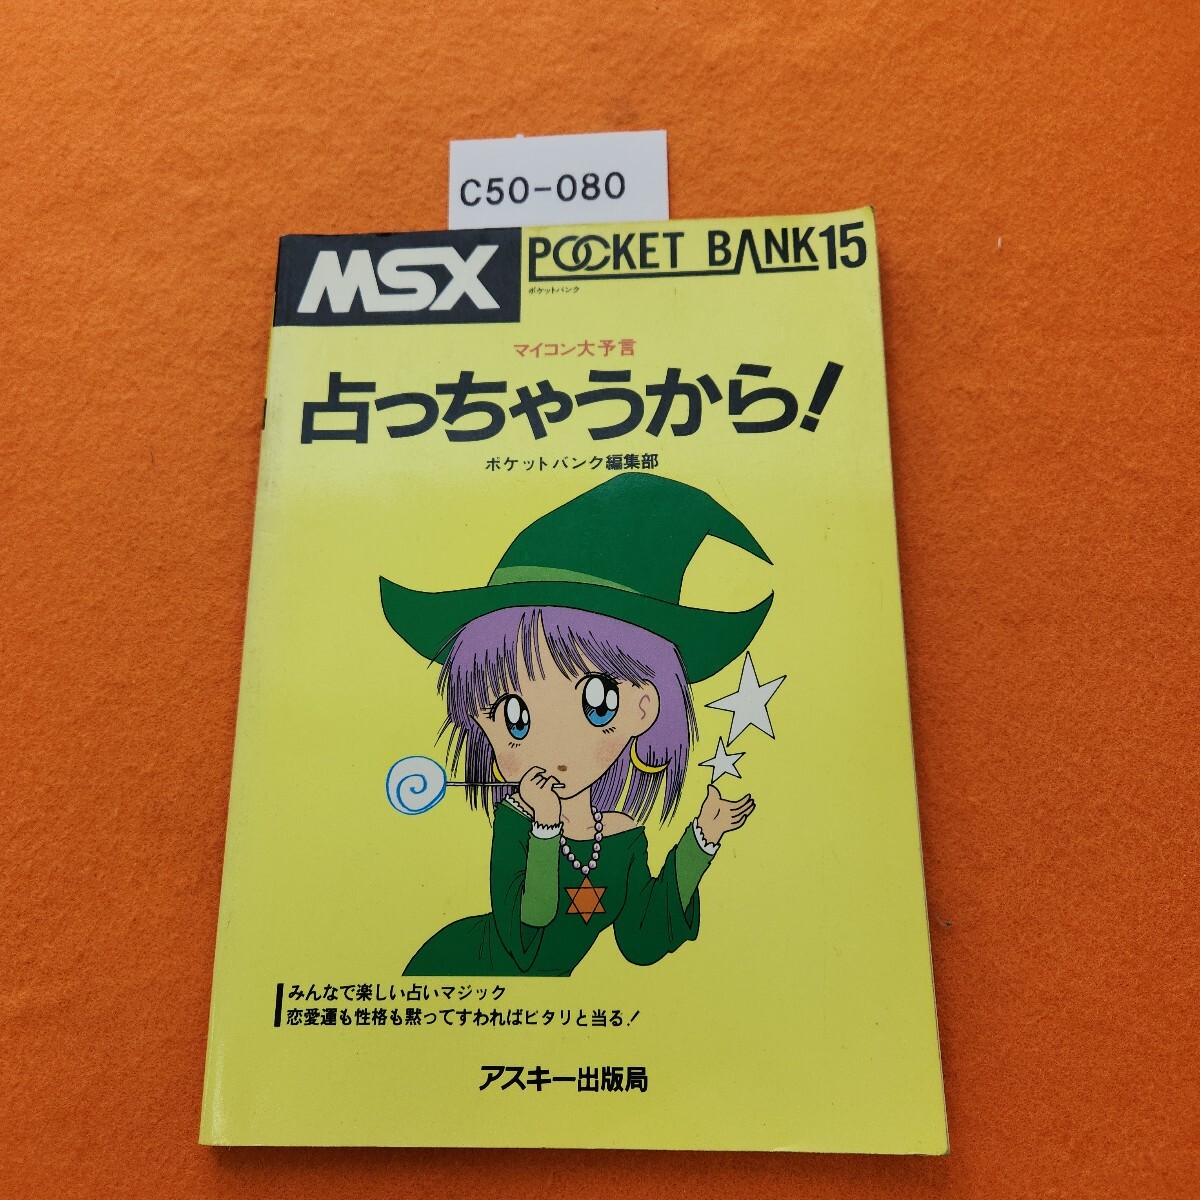 C50-080
MSX
POCKET BANK15
ポケットバンク
マイコン大予言
占っちゃうから!
ポケットバンク編集部
みんなで楽しい占いマジック
恋愛運も性格も黙ってすわればピタリと当る!
アスキー出版局